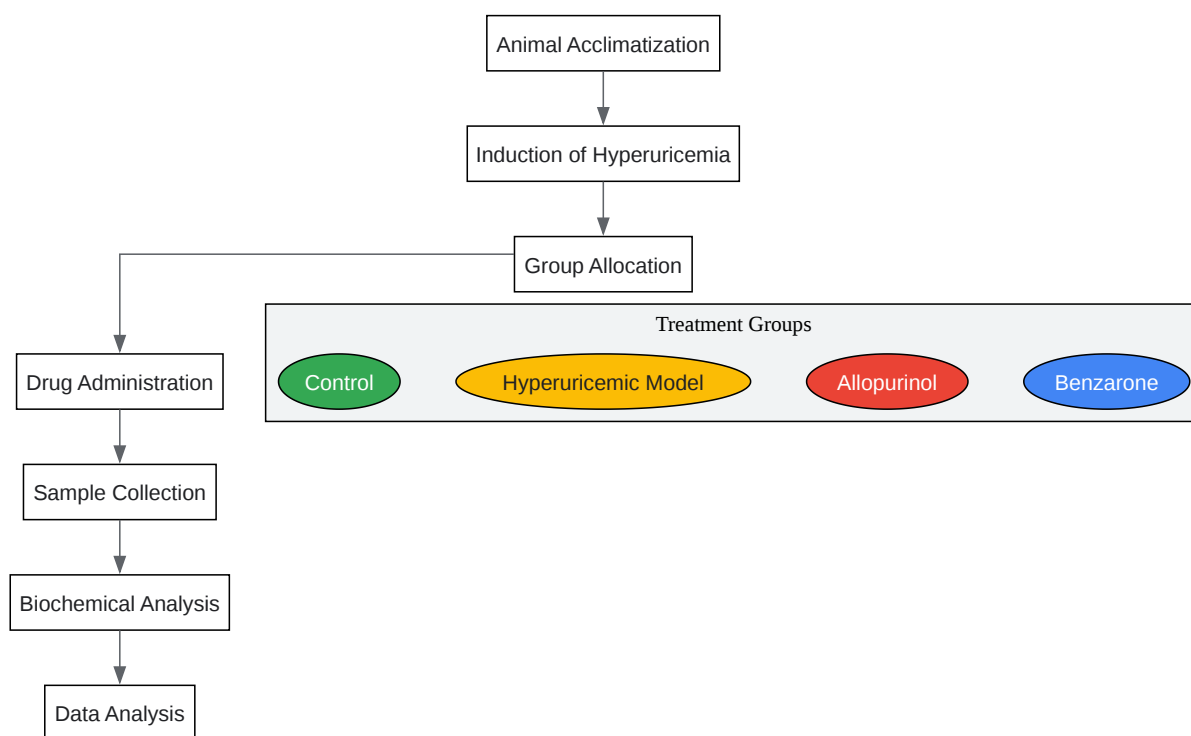 Animal Acclimatization
Induction of Hyperuricemia
Group Allocation
Treatment Groups
Drug Administration
Control
Hyperuricemic Model
Allopurinol
Benzarone
Sample Collection
Biochemical Analysis
Data Analysis